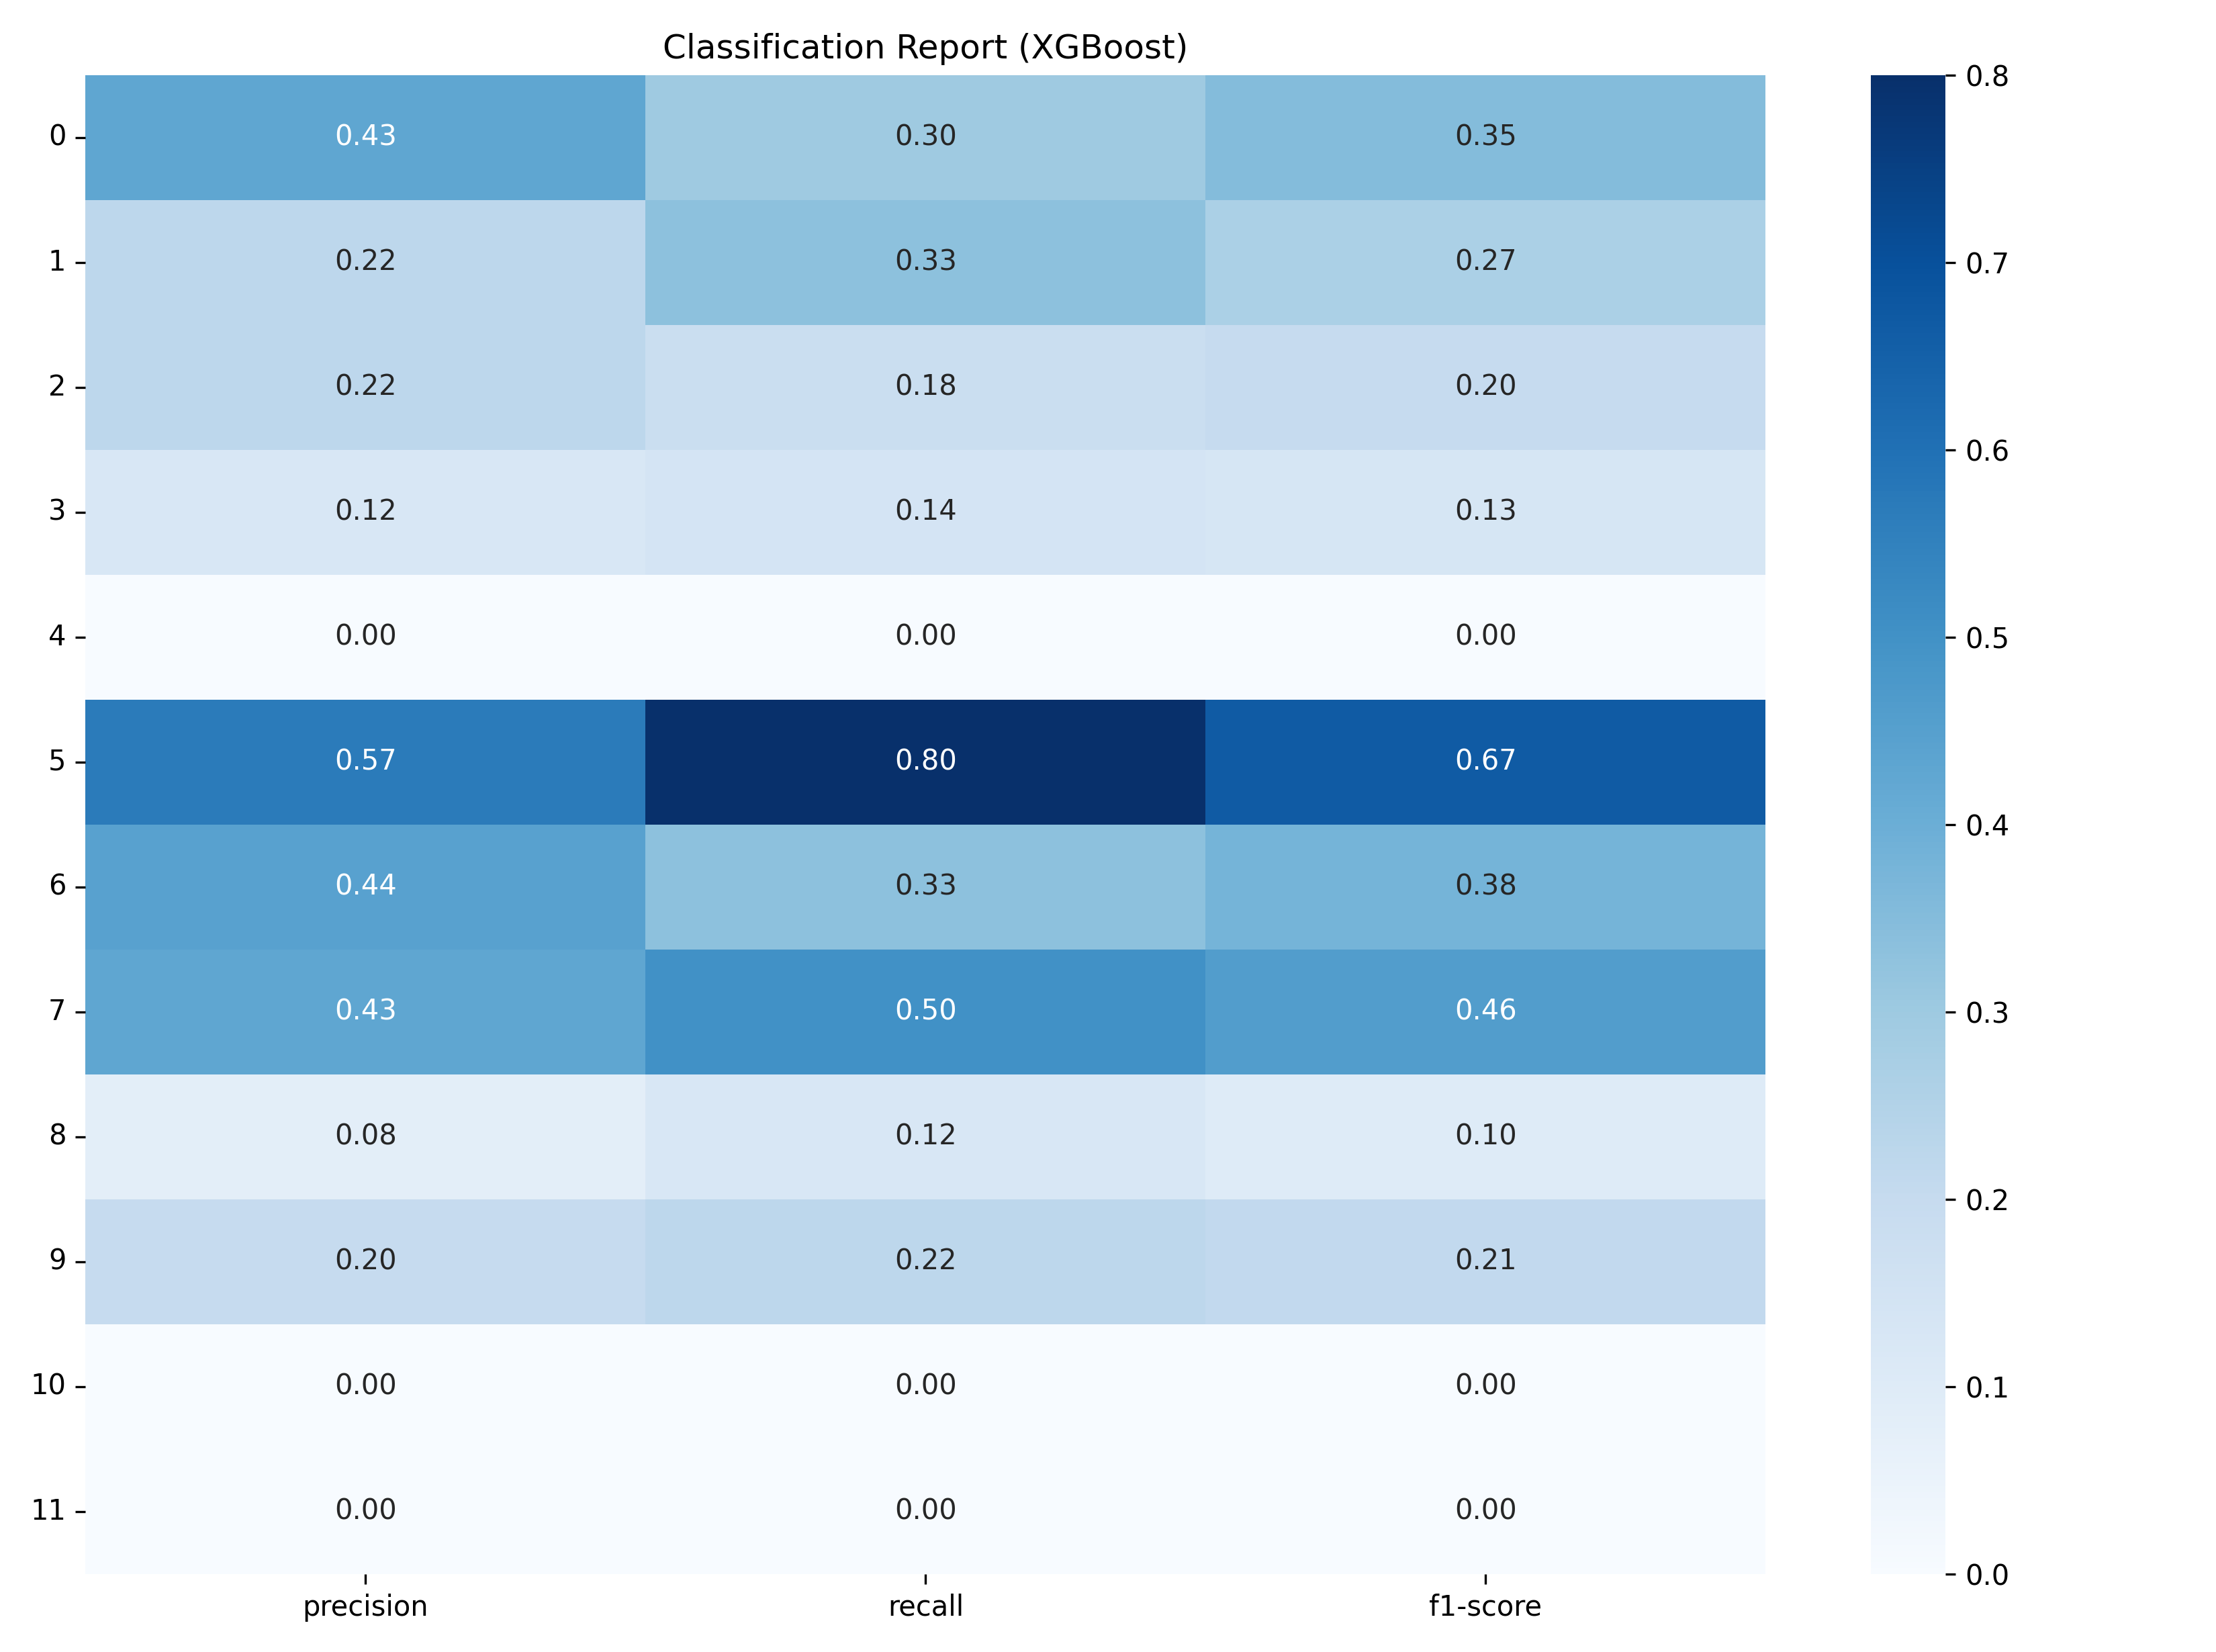 Classification Report (XGBoost)
0 0.43 0.30 0.35
1 0.22 0.33 0.27
2 0.22 0.18 0.20
3 0.12 0.14 0.13
4 0.00 0.00 0.00
5 0.57 0.80 0.67
6 0.44 0.33 0.38
7 0.43 0.50 0.46
8 0.08 0.12 0.10
9 0.20 0.22 0.21
10 0.00 0.00 0.00
11 0.00 0.00 0.00
precision recall f1-score
0.8
0.7
0.6
0.5
0.4
0.3
0.2
0.1
0.0